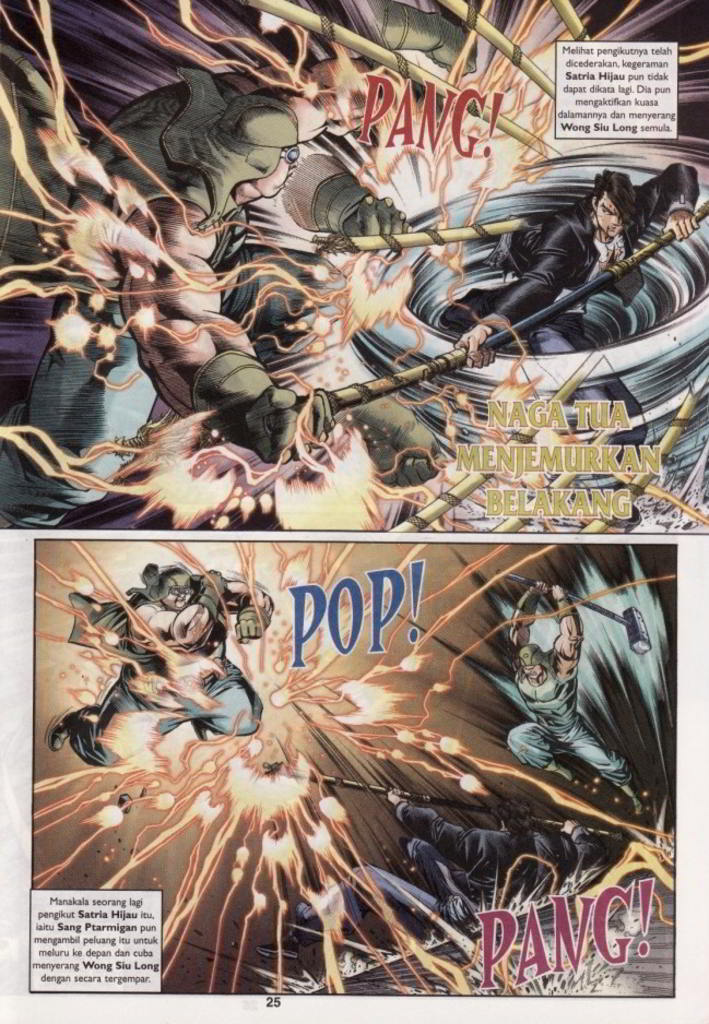 Melihat pengikutnya telah
dicederakan, kegeraman
Satria Hijau pun tidak
dapat dikata lagi. Dia pun
mengaktifkan kuasa
dalamannya dan menyerang
Wong Siu Long semula.
PANG!
NAGA TUA
MENJEMURKAN
BELAKANG
POP!
Manakala seorang lagi
pengikut Satria Hijau itu,
iaitu Sang Ptarmigan pun
mengambil peluang itu untuk
meluru ke depan dan cuba
menyerang Wong Siu Long
dengan secara tergempar.
PANG!
25